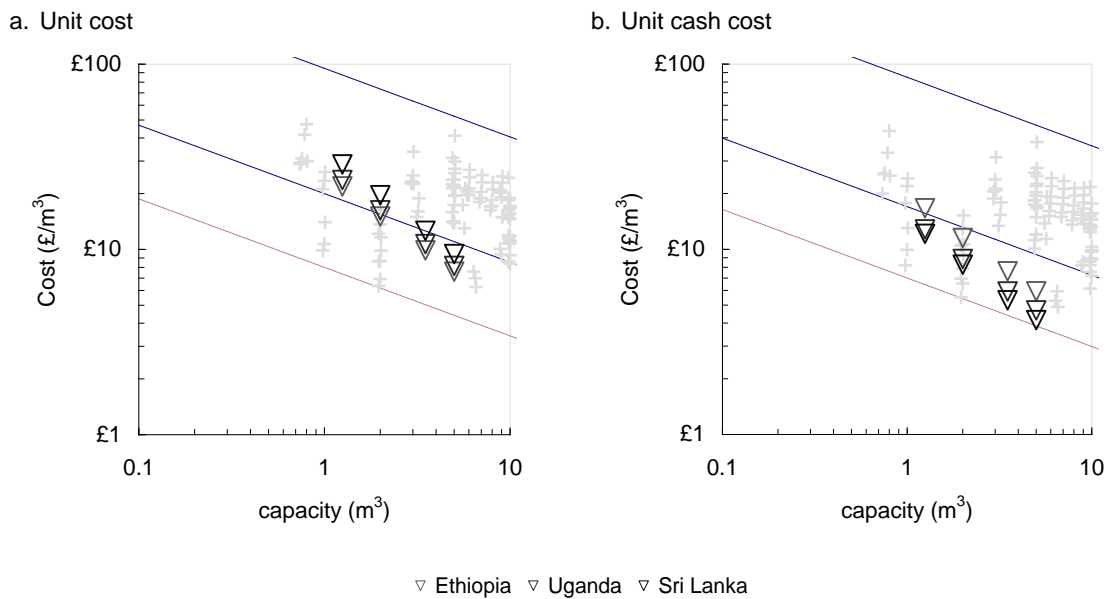 a. Unit cost
b. Unit cash cost
£100
£10
£1
Cost (£/m³)
0.1 1 10
capacity (m³)
£100
£10
£1
Cost (£/m³)
0.1 1 10
capacity (m³)
Ethiopia Uganda Sri Lanka